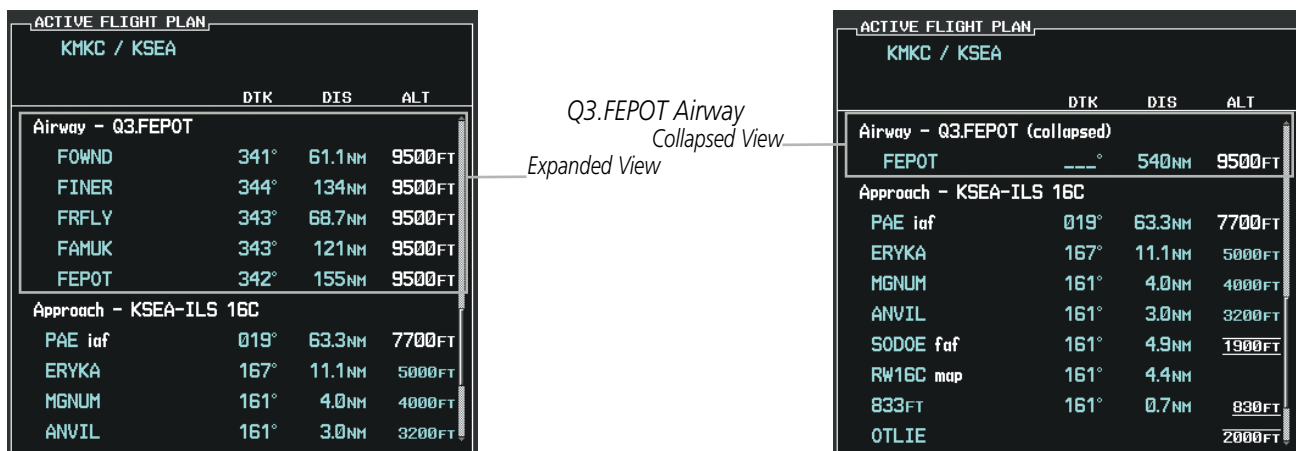 ACTIVE FLIGHT PLAN
KMKC / KSEA
DTK DIS ALT
Airway - Q3.FEPOT
FOWND 341° 61.1NM 9500FT
FINER 344° 134NM 9500FT
FRFLY 343° 68.7NM 9500FT
FAMUK 343° 121NM 9500FT
FEPOT 342° 155NM 9500FT
Approach - KSEA-ILS 16C
PAE iaf 019° 63.3NM 7700FT
ERYKA 167° 11.1NM 5000FT
MGNUM 161° 4.0NM 4000FT
ANVIL 161° 3.0NM 3200FT
Q3.FEPOT Airway
Collapsed View
Expanded View
ACTIVE FLIGHT PLAN
KMKC / KSEA
DTK DIS ALT
Airway - Q3.FEPOT (collapsed)
FEPOT ___° 540NM 9500FT
Approach - KSEA-ILS 16C
PAE iaf 019° 63.3NM 7700FT
ERYKA 167° 11.1NM 5000FT
MGNUM 161° 4.0NM 4000FT
ANVIL 161° 3.0NM 3200FT
SODOE faf 161° 4.9NM 1900FT
RW16C map 161° 4.4NM
833FT 161° 0.7NM 830FT
OTLIE 2000FT